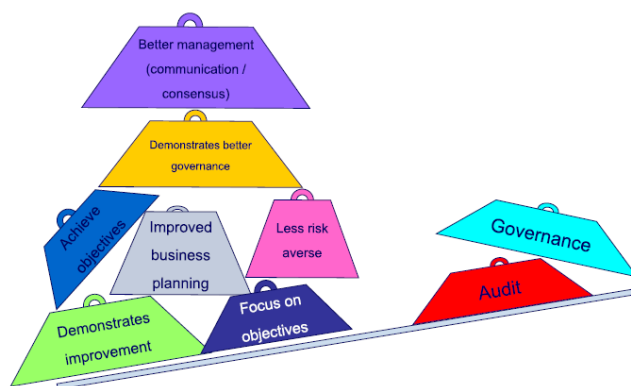 Better management
(communication /
consensus)
Demonstrates better
governance
Achieve
objectives
Improved
business
planning
Less risk
averse
Governance
Audit
Focus on
objectives
Demonstrates
improvement